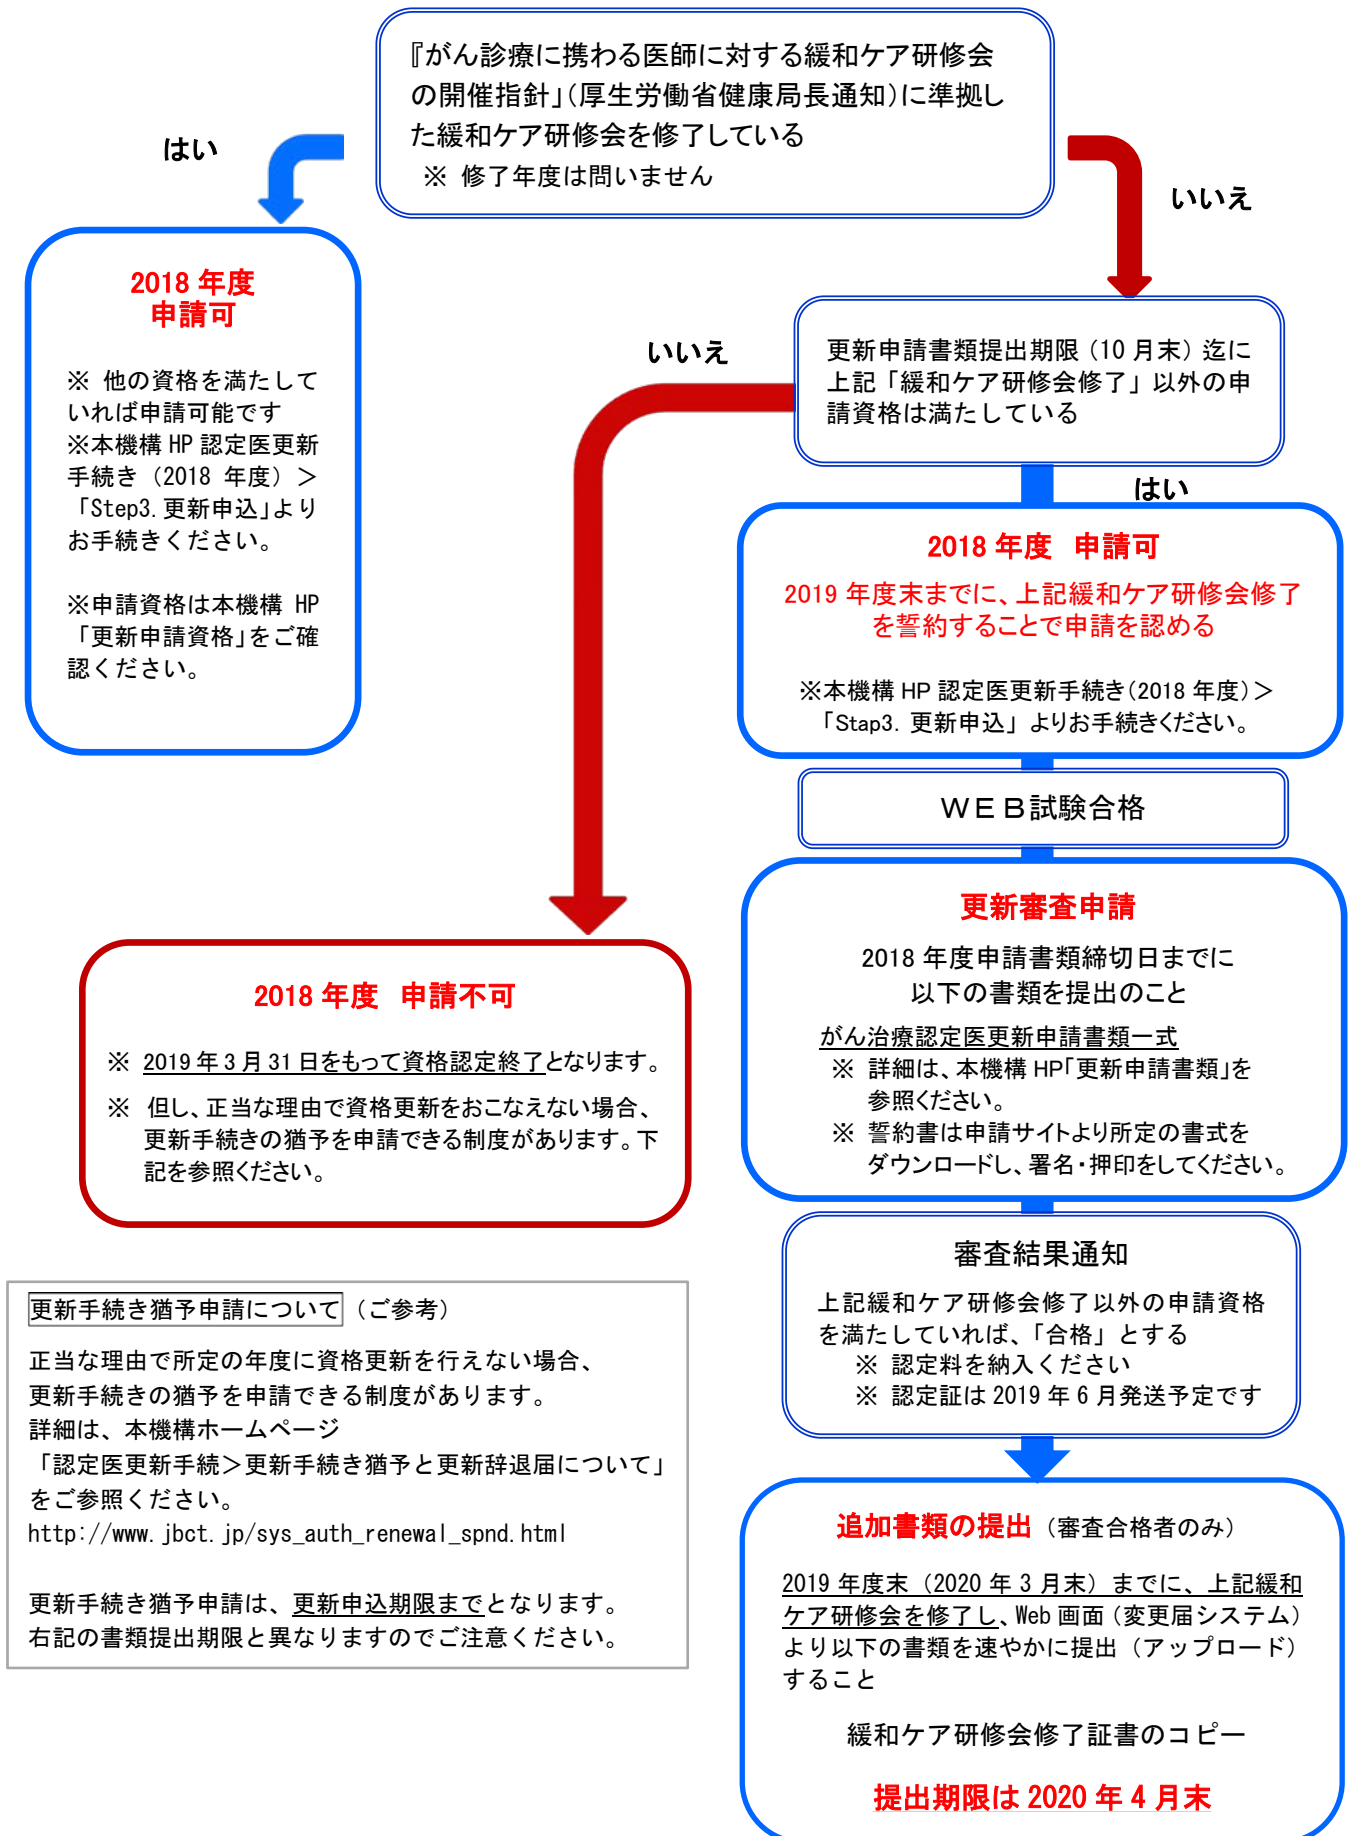 『がん診療に携わる医師に対する緩和ケア研修会
の開催指針」(厚生労働省健康局長通知)に準拠し
た緩和ケア研修会を修了している
※ 修了年度は問いません
はい
いいえ
2018 年度
申請可
※ 他の資格を満たして
いれば申請可能です
※本機構 HP 認定医更新
手続き（2018 年度）＞
「Step3.更新申込」より
お手続きください。
※申請資格は本機構 HP
「更新申請資格」をご確
認ください。
いいえ
更新申請書類提出期限（10 月末）迄に
上記「緩和ケア研修会修了」以外の申
請資格は満たしている
はい
2018 年度 申請可
2019 年度末までに、上記緩和ケア研修会修了
を誓約することで申請を認める
※本機構 HP 認定医更新手続き(2018 年度)＞
「Stap3. 更新申込」よりお手続きください。
ＷＥＢ試験合格
更新審査申請
2018 年度申請書類締切日までに
以下の書類を提出のこと
がん治療認定医更新申請書類一式
※ 詳細は、本機構 HP「更新申請書類」を
参照ください。
※ 誓約書は申請サイトより所定の書式を
ダウンロードし、署名・押印をしてください。
2018 年度 申請不可
※ 2019 年 3 月 31 日をもって資格認定終了となります。
※ 但し、正当な理由で資格更新をおこなえない場合、
更新手続きの猶予を申請できる制度があります。下
記を参照ください。
審査結果通知
上記緩和ケア研修会修了以外の申請資格
を満たしていれば、「合格」とする
※ 認定料を納入ください
※ 認定証は 2019 年 6 月発送予定です
更新手続き猶予申請について（ご参考）
正当な理由で所定の年度に資格更新を行えない場合、
更新手続きの猶予を申請できる制度があります。
詳細は、本機構ホームページ
「認定医更新手続＞更新手続き猶予と更新辞退届について」
をご参照ください。
http://www.jbct.jp/sys_auth_renewal_spnd.html
更新手続き猶予申請は、更新申込期限までとなります。
右記の書類提出期限と異なりますのでご注意ください。
追加書類の提出（審査合格者のみ）
2019 年度末（2020 年 3 月末）までに、上記緩和
ケア研修会を修了し、Web 画面（変更届システム）
より以下の書類を速やかに提出（アップロード）
すること
緩和ケア研修会修了証書のコピー
提出期限は 2020 年 4 月末